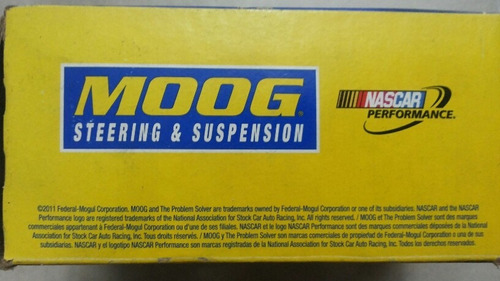 MOOG
STEERING & SUSPENSION
NASCAR
PERFORMANCE.
©2011 Federal-Mogul Corporation. MOOG and The Problem Solver are trademarks owned by Federal-Mogul Corporation or one of its subsidiaries. NASCAR and the NASCAR
Performance logo are registered trademarks of the National Association for Stock Car Auto Racing, Inc. All rights reserved. / MOOG et The Problem Solver sont des marques
commerciales appartenant à Federal-Mogul Corporation ou d'une de ses filiales. NASCAR et le logo NASCAR Performance sont des marques commerciales déposées de la National
Association for Stock Car Auto Racing, Inc. Tous droits réservés. / MOOG y The Problem Solver son marcas comerciales de propiedad de Federal-Mogul Corporation o una de sus
subsidiarias. NASCAR y el logotipo NASCAR Performance son marcas registradas de la National Association for Stock Car Auto Racing, Inc. Todos los derechos reservados.